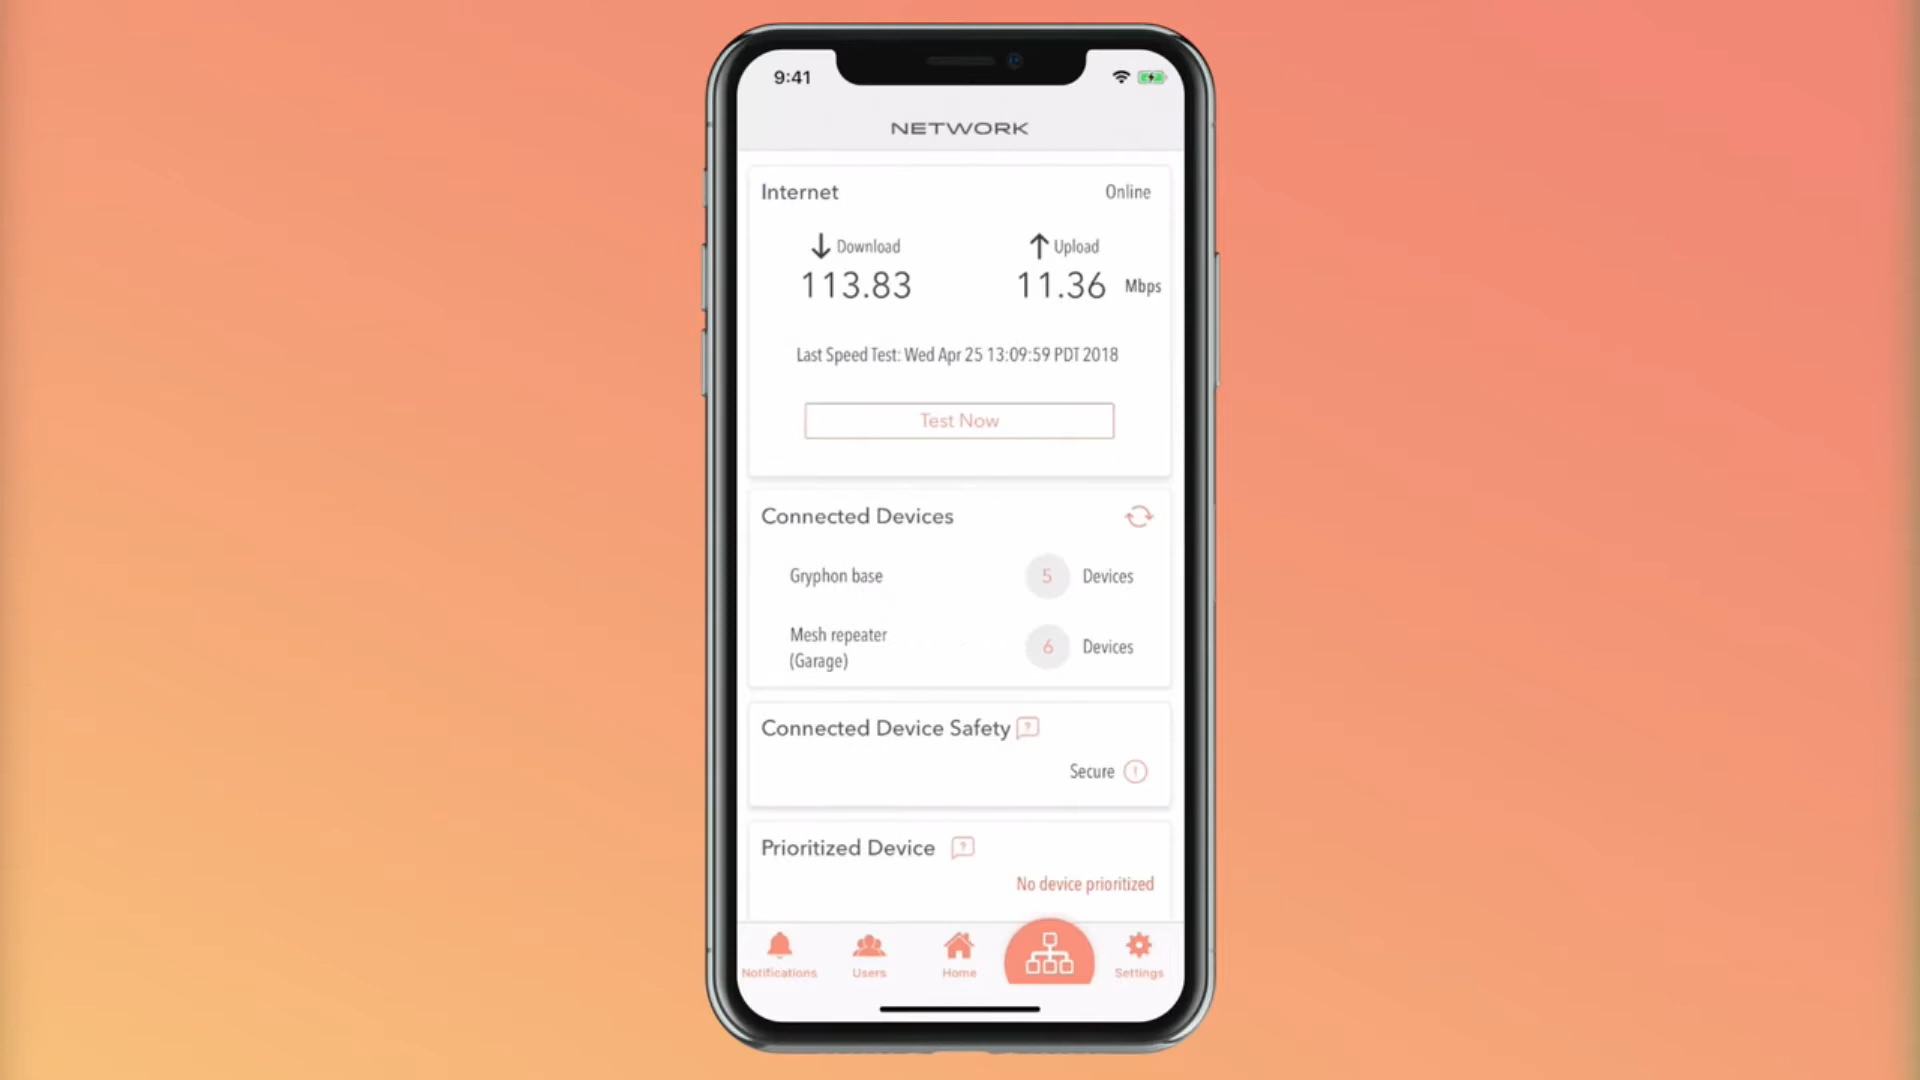 9:41
NETWORK
Internet
Online
Download
Upload
113.83
11.36 Mbps
Last Speed Test: Wed Apr 25 13:09:59 PDT 2018
Test Now
Connected Devices
Gryphon base
5 Devices
Mesh repeater
(Garage)
6 Devices
Connected Device Safety ?
Secure !
Prioritized Device ?
No device prioritized
Notifications
Users
Home
Settings